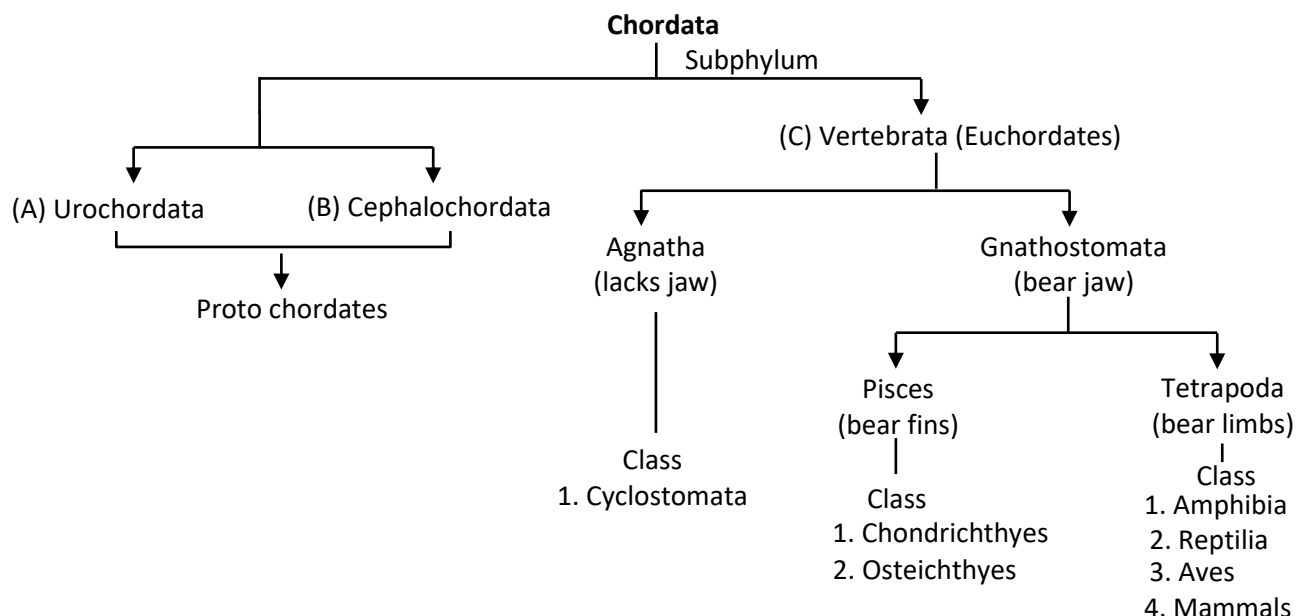 Chordata
Subphylum
(C) Vertebrata (Euchordates)
(A) Urochordata
(B) Cephalochordata
Proto chordates
Agnatha
(lacks jaw)
Gnathostomata
(bear jaw)
Class
1. Cyclostomata
Pisces
(bear fins)
Class
1. Chondrichthyes
2. Osteichthyes
Tetrapoda
(bear limbs)
Class
1. Amphibia
2. Reptilia
3. Aves
4. Mammals